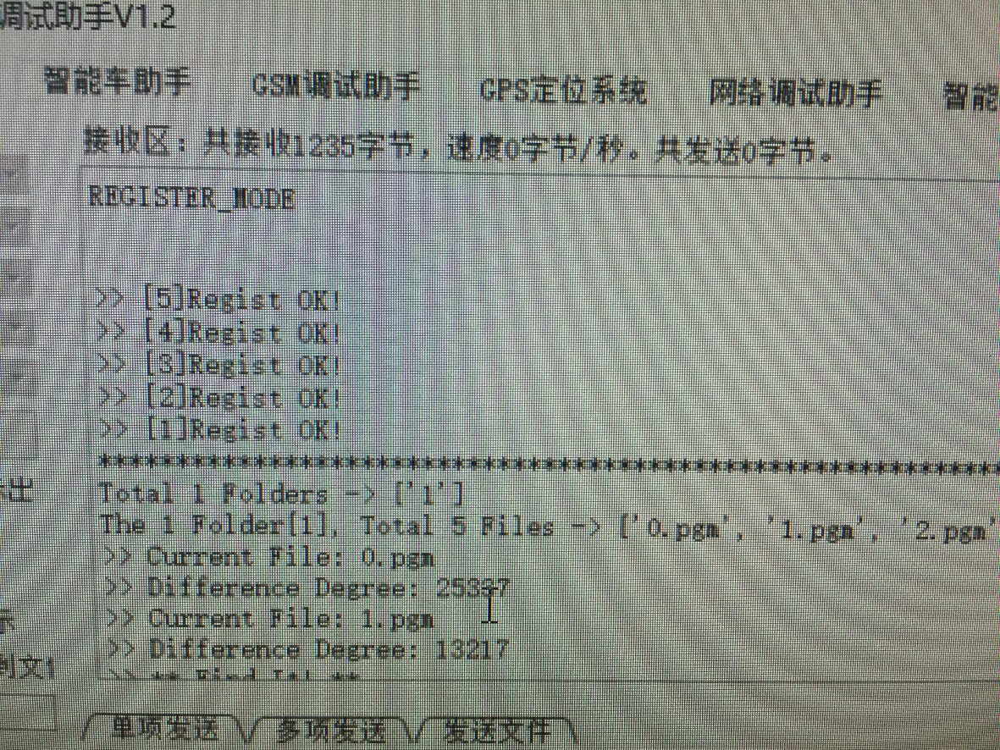 调试助手V1.2
智能车助手 GSM调试助手 GPS定位系统 网络调试助手 智能
接收区：共接收1235字节，速度0字节/秒。共发送0字节。
REGISTER_MODE
>> [5]Regist OK!
>> [4]Regist OK!
>> [3]Regist OK!
>> [2]Regist OK!
>> [1]Regist OK!
************************************************************
Total 1 Folders -> ['1']
The 1 Folder[1], Total 5 Files -> ['0.pgm', '1.pgm', '2.pgm'
>> Current File: 0.pgm
>> Difference Degree: 25337
>> Current File: 1.pgm
>> Difference Degree: 13217
单项发送 多项发送 发送文件